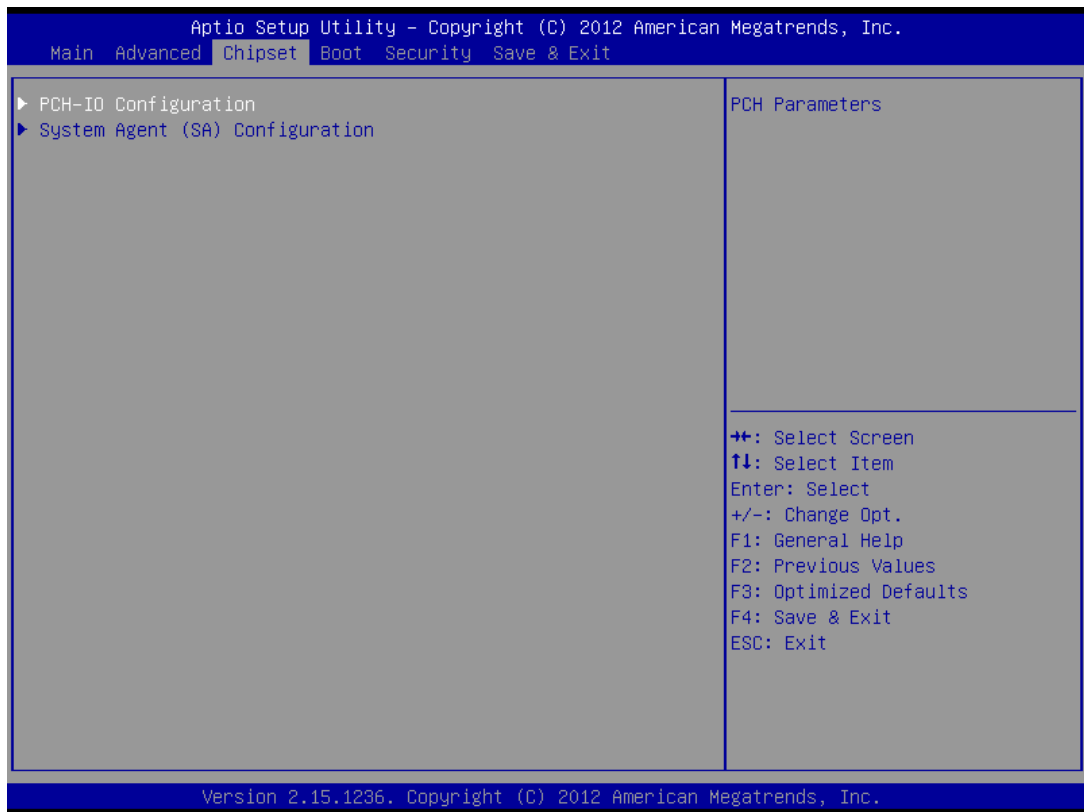 Aptio Setup Utility – Copyright (C) 2012 American Megatrends, Inc.
Main Advanced Chipset Boot Security Save & Exit
► PCH-IO Configuration
► System Agent (SA) Configuration
PCH Parameters
→←: Select Screen
↑↓: Select Item
Enter: Select
+/-: Change Opt.
F1: General Help
F2: Previous Values
F3: Optimized Defaults
F4: Save & Exit
ESC: Exit
Version 2.15.1236. Copyright (C) 2012 American Megatrends, Inc.